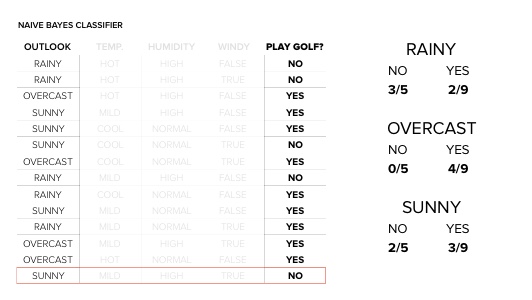 NAIVE BAYES CLASSIFIER
OUTLOOK TEMP. HUMIDITY WINDY PLAY GOLF?
RAINY HOT HIGH FALSE NO
RAINY HOT HIGH TRUE NO
OVERCAST HOT HIGH FALSE YES
SUNNY MILD HIGH FALSE YES
SUNNY COOL NORMAL FALSE YES
SUNNY COOL NORMAL TRUE NO
OVERCAST COOL NORMAL TRUE YES
RAINY MILD HIGH FALSE NO
RAINY COOL NORMAL FALSE YES
SUNNY MILD NORMAL FALSE YES
RAINY MILD NORMAL TRUE YES
OVERCAST MILD HIGH TRUE YES
OVERCAST HOT NORMAL FALSE YES
SUNNY MILD HIGH TRUE NO
RAINY
NO YES
3/5 2/9
OVERCAST
NO YES
0/5 4/9
SUNNY
NO YES
2/5 3/9